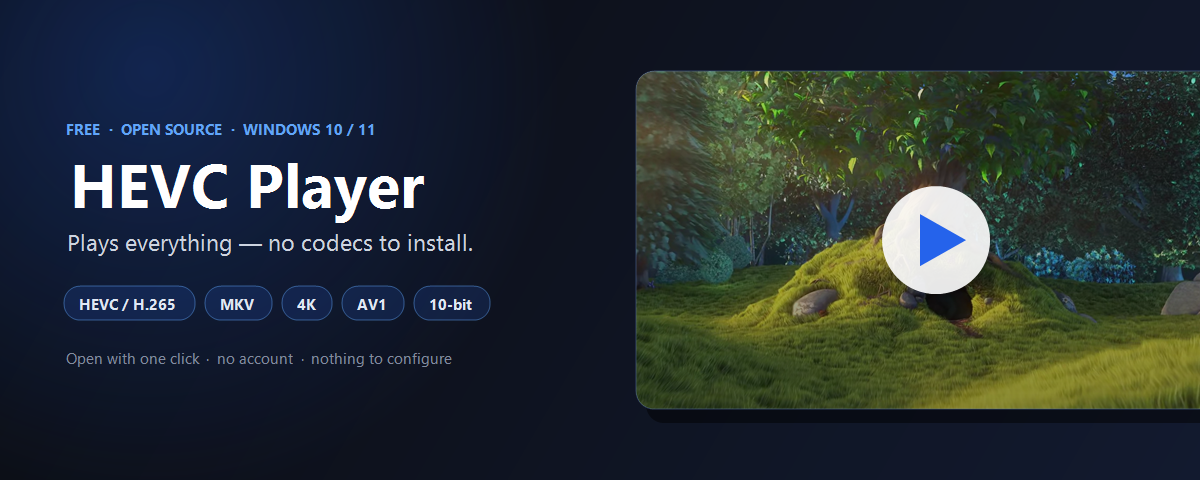 FREE · OPEN SOURCE · WINDOWS 10 / 11
HEVC Player
Plays everything — no codecs to install.
HEVC / H.265 MKV 4K AV1 10-bit
Open with one click · no account · nothing to configure